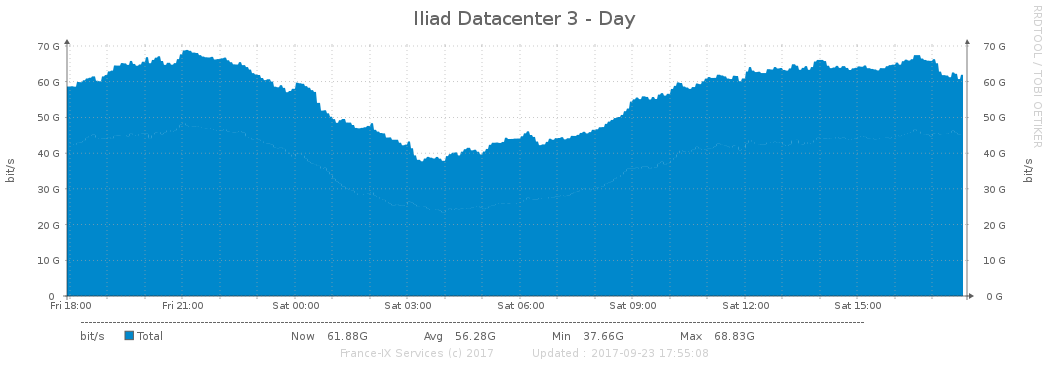 Iliad Datacenter 3 - Day
RRDTOOL / TOBI OETIKER
70 G 70 G
60 G 60 G
50 G 50 G
40 G 40 G
30 G 30 G
20 G 20 G
10 G 10 G
0 0 G
bit/s bit/s
Fri 18:00 Fri 21:00 Sat 00:00 Sat 03:00 Sat 06:00 Sat 09:00 Sat 12:00 Sat 15:00
bit/s Total Now 61.88G Avg 56.28G Min 37.66G Max 68.83G
France-IX Services (c) 2017 Updated : 2017-09-23 17:55:08